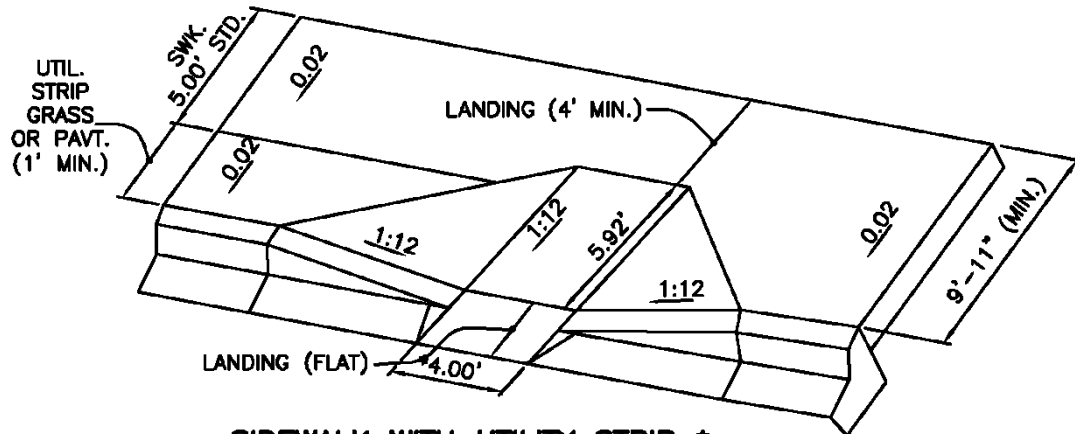 SWK.
5.00' STD.
UTIL.
STRIP
GRASS
OR PAVT.
(1' MIN.)
0.02
0.02
LANDING (4' MIN.)
1:12
1:12
5.92'
1:12
0.02
9'-11" (MIN.)
LANDING (FLAT)
*4.00'